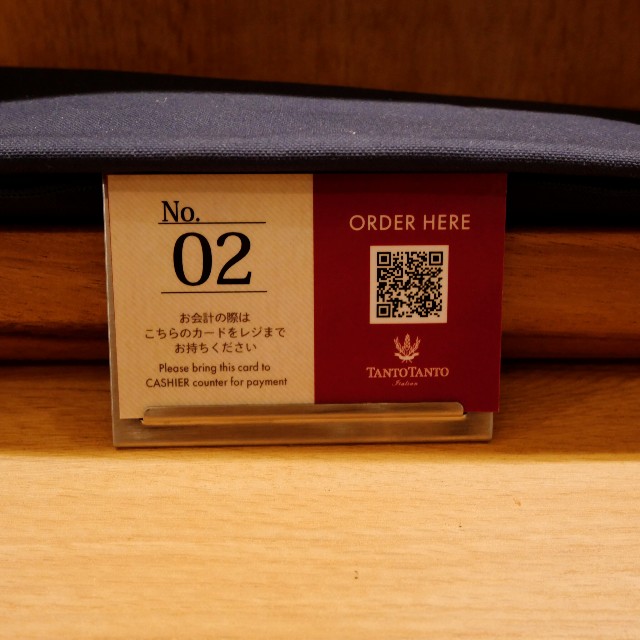 No.
02
お会計の際は
こちらのカードをレジまで
お持ちください
Please bring this card to
CASHIER counter for payment
ORDER HERE
TANTOTANTO
Italian